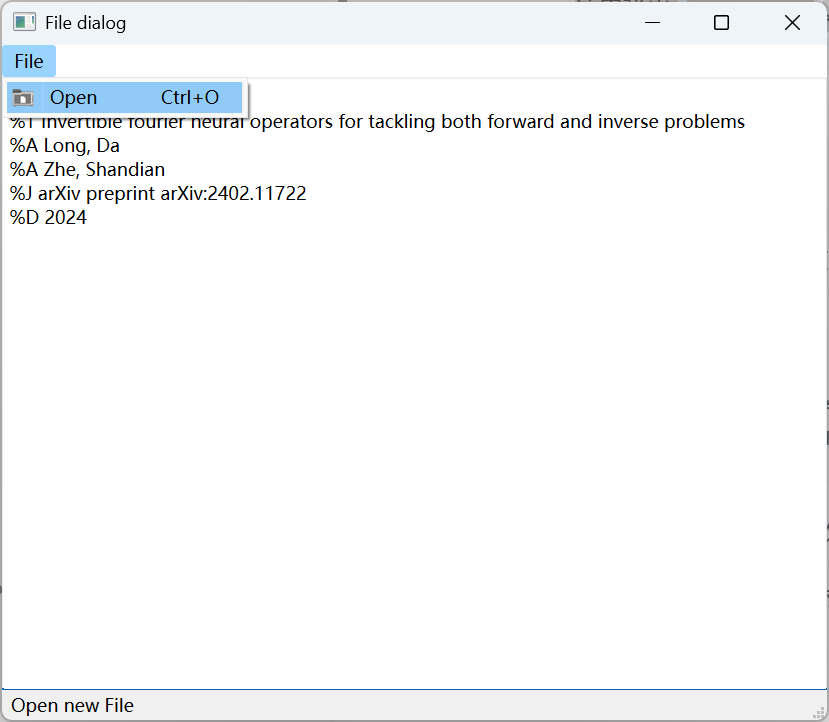 File dialog
File
Open Ctrl+O
%T Invertible fourier neural operators for tackling both forward and inverse problems
%A Long, Da
%A Zhe, Shandian
%J arXiv preprint arXiv:2402.11722
%D 2024
Open new File